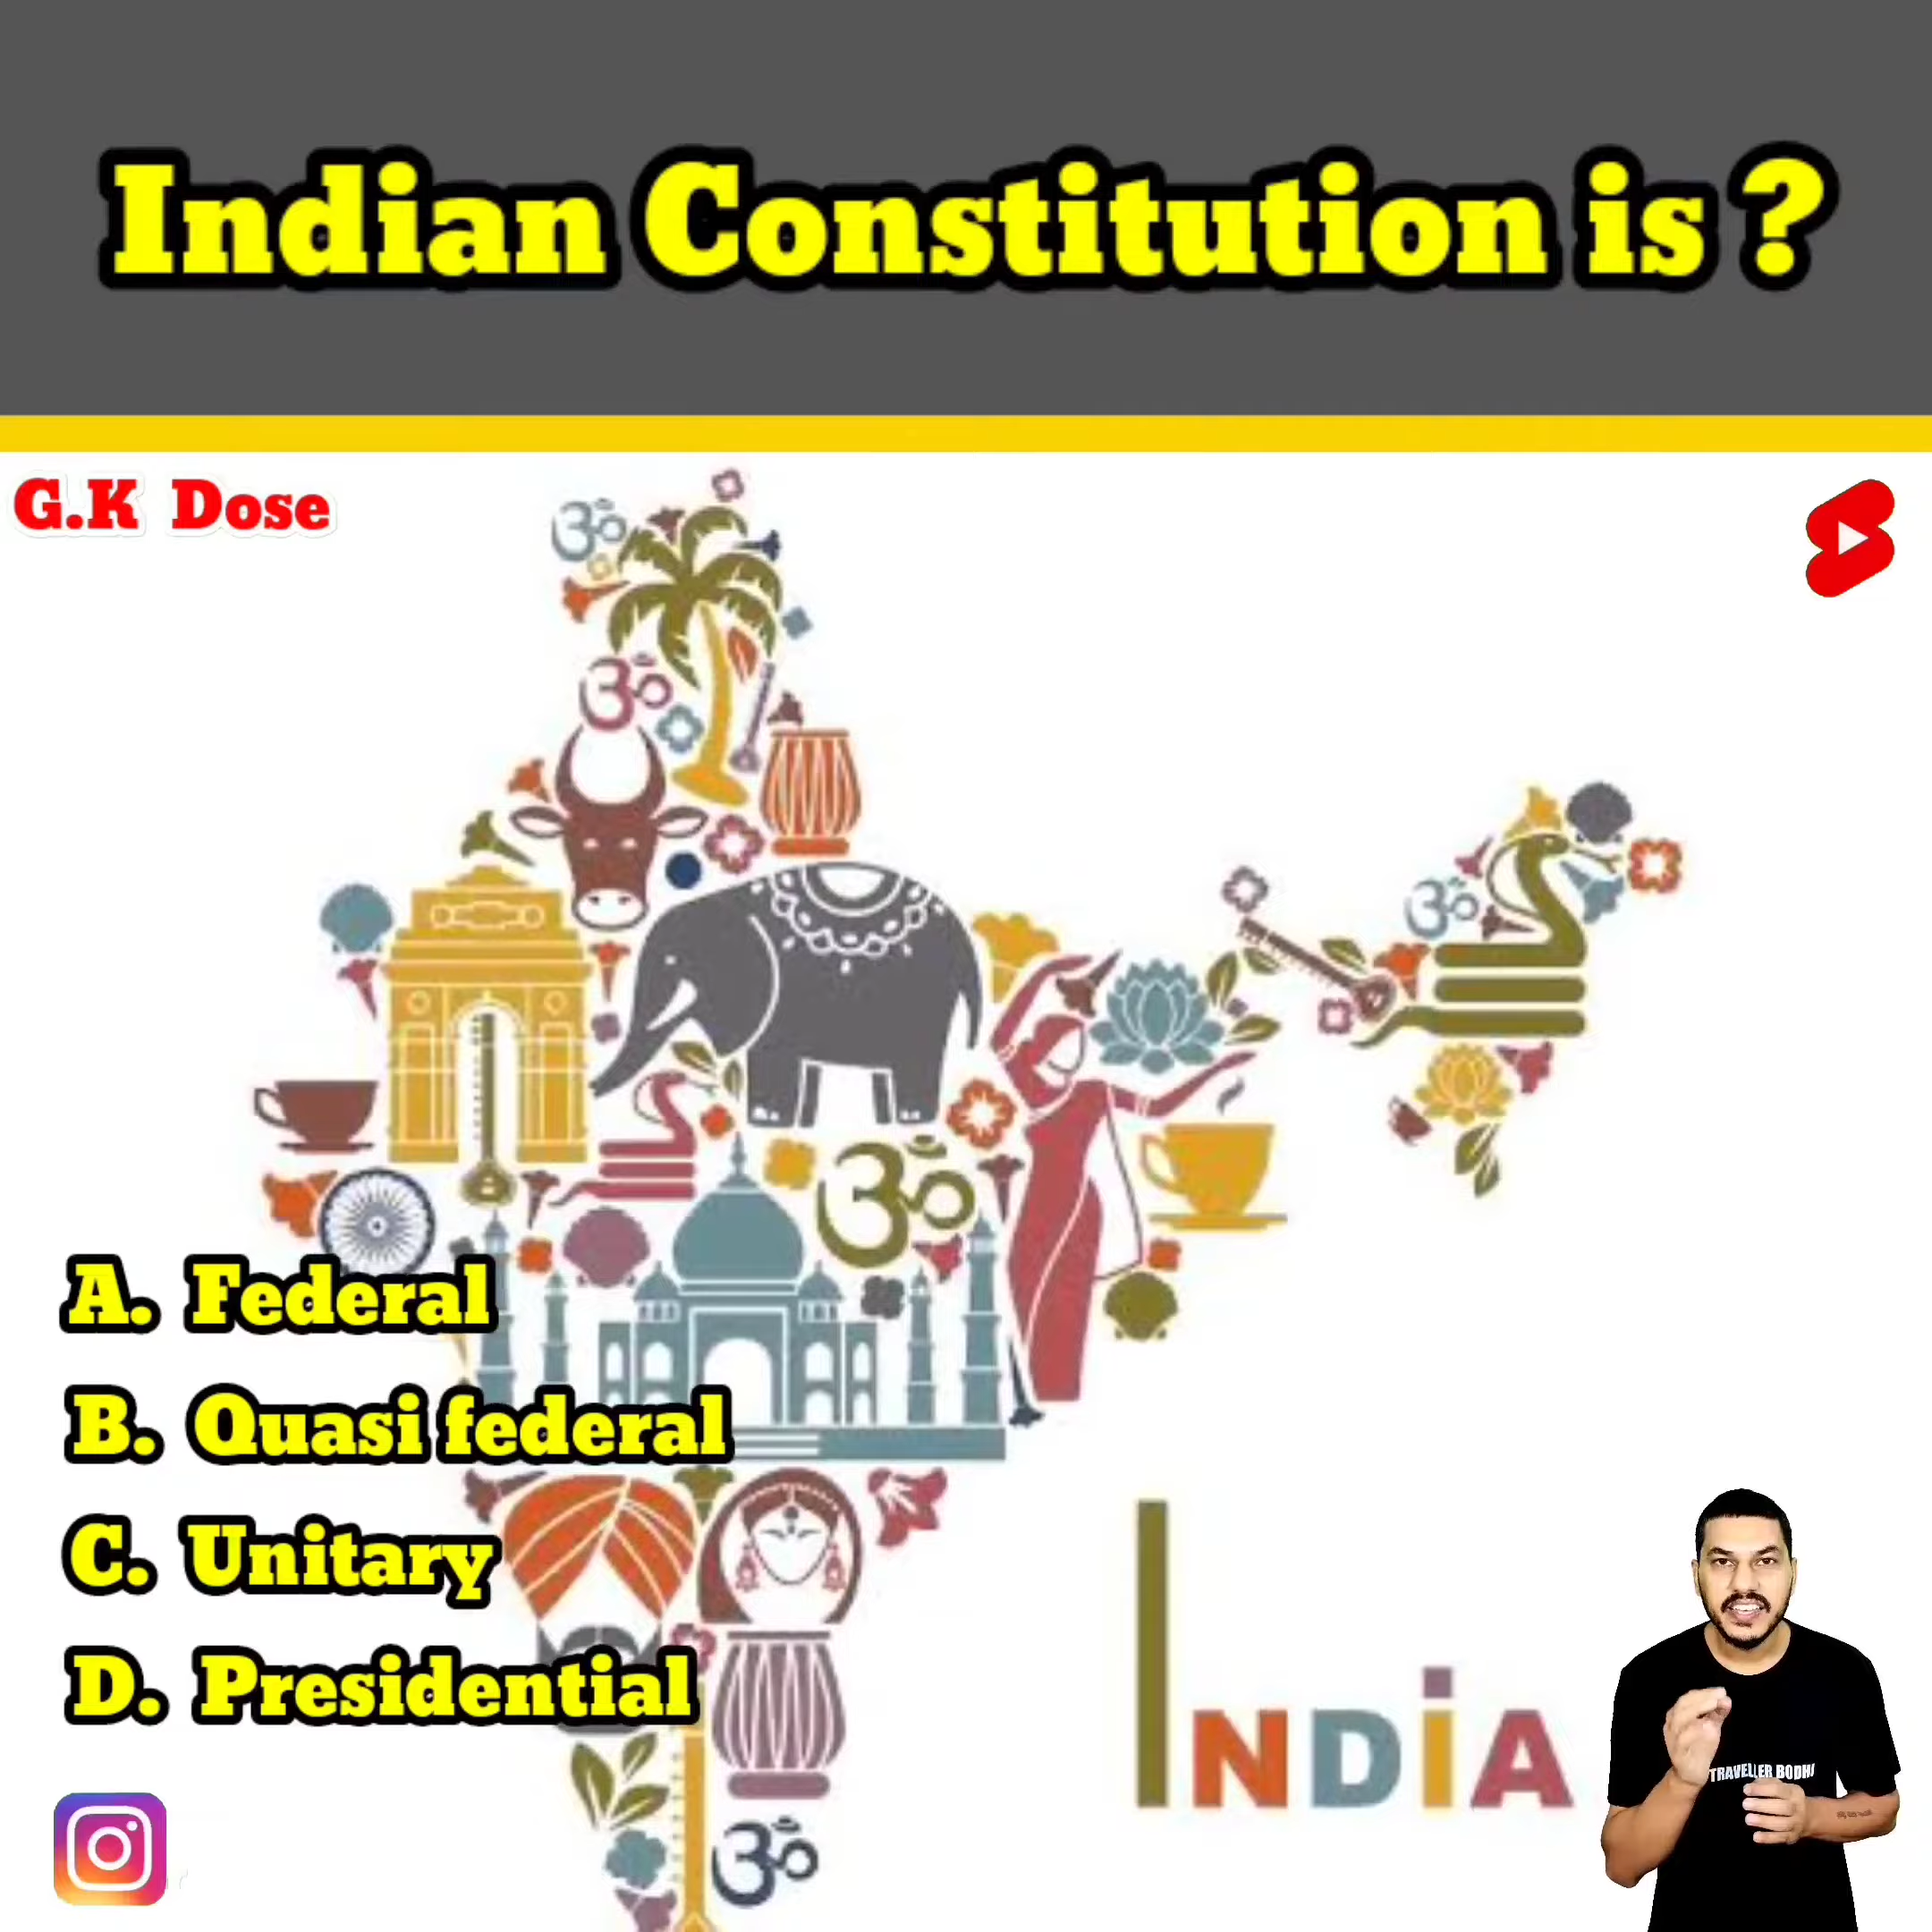 Indian Constitution is ?
G.K Dose
ॐ
ॐ
ॐ
ॐ
A. Federal
B. Quasi federal
C. Unitary
D. Presidential
INDiA
TRAVELLER BODHI
ॐ